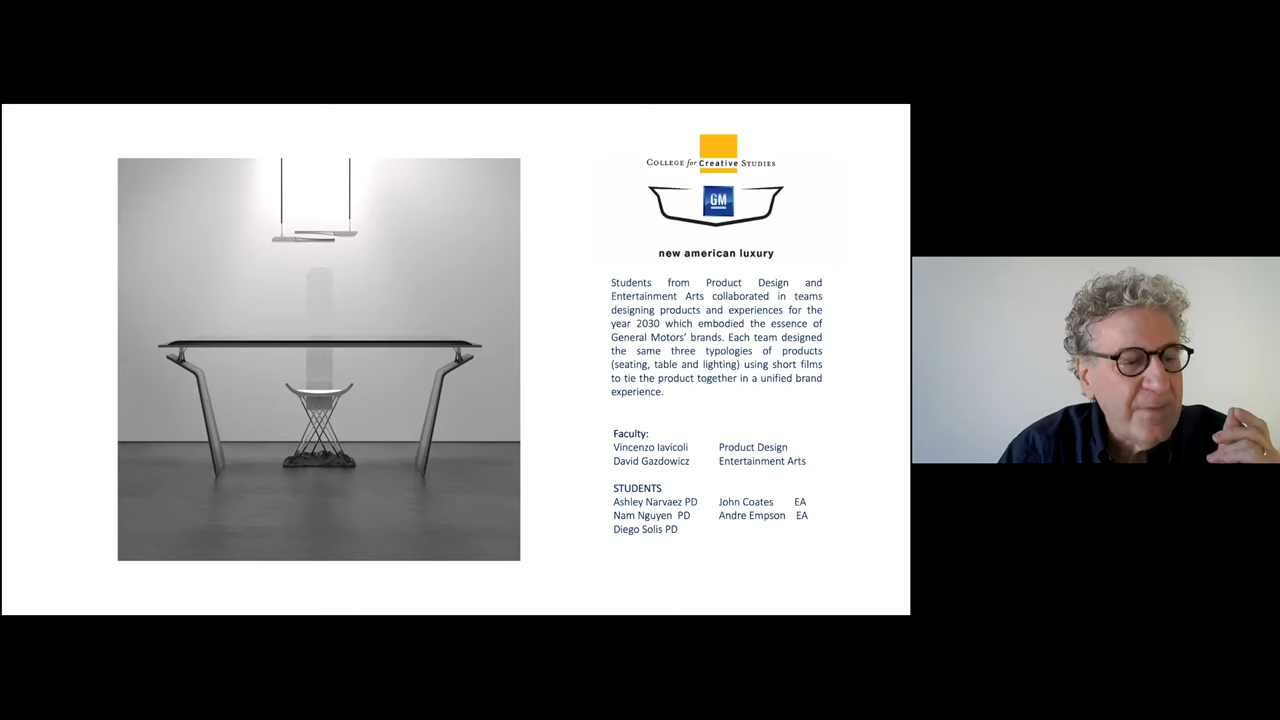 COLLEGE for Creative STUDIES
GM
new american luxury
Students from Product Design and
Entertainment Arts collaborated in teams
designing products and experiences for the
year 2030 which embodied the essence of
General Motors' brands. Each team designed
the same three typologies of products
(seating, table and lighting) using short films
to tie the product together in a unified brand
experience.
Faculty:
Vincenzo Iavicoli Product Design
David Gazdowicz Entertainment Arts
STUDENTS
Ashley Narvaez PD John Coates EA
Nam Nguyen PD Andre Empson EA
Diego Solis PD